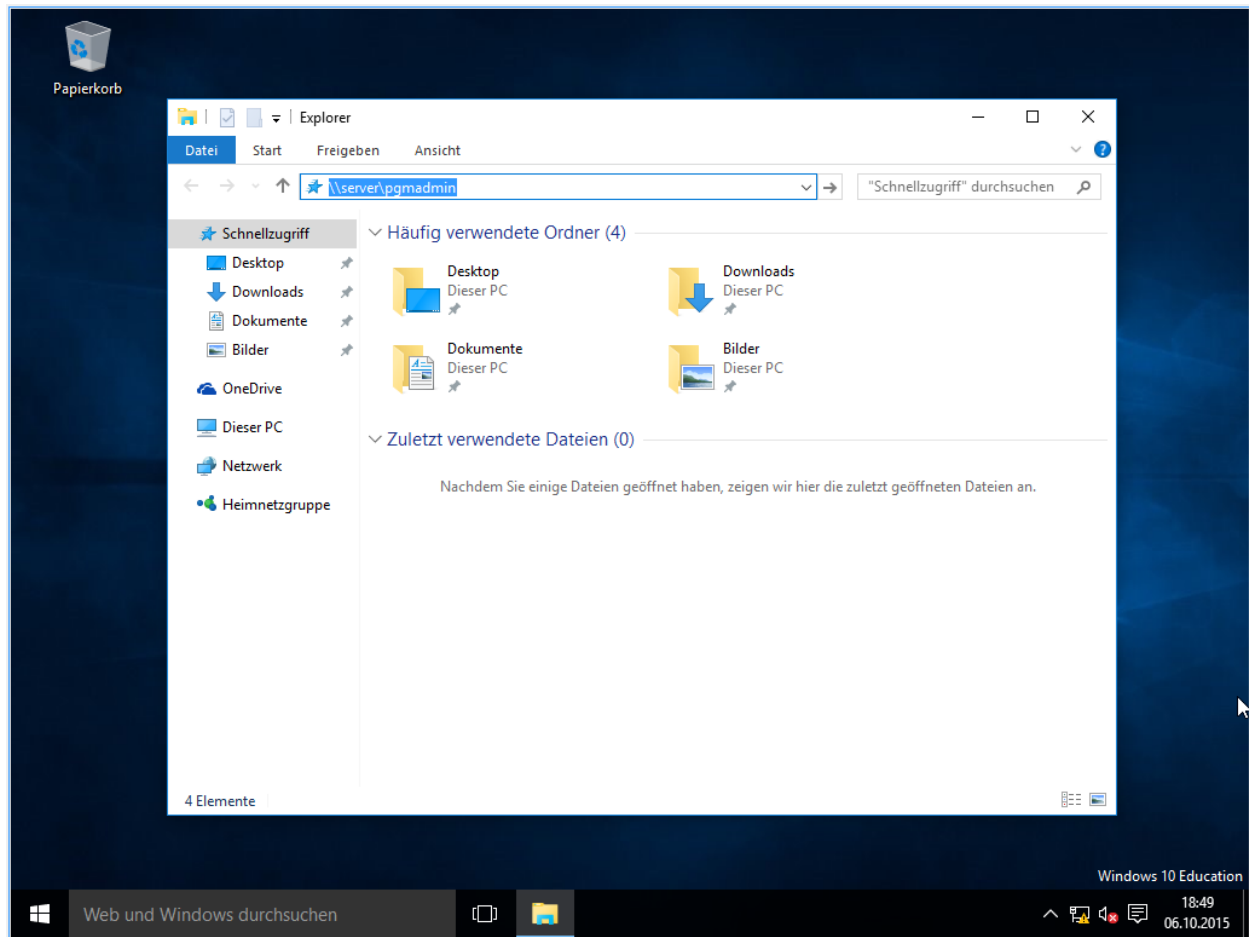 Papierkorb
Explorer
Datei Start Freigeben Ansicht
\\server\pgmadmin
"Schnellzugriff" durchsuchen
Schnellzugriff
Desktop
Downloads
Dokumente
Bilder
OneDrive
Dieser PC
Netzwerk
Heimnetzgruppe
Häufig verwendete Ordner (4)
Desktop
Dieser PC
Downloads
Dieser PC
Dokumente
Dieser PC
Bilder
Dieser PC
Zuletzt verwendete Dateien (0)
Nachdem Sie einige Dateien geöffnet haben, zeigen wir hier die zuletzt geöffneten Dateien an.
4 Elemente
Windows 10 Education
Web und Windows durchsuchen
18:49
06.10.2015